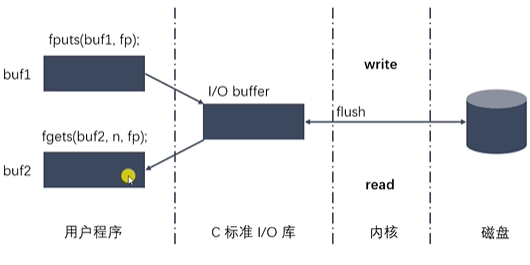 fputs(buf1, fp);
buf1
I/O buffer
write
flush
fgets(buf2, n, fp);
buf2
read
用户程序
C 标准 I/O 库
内核
磁盘